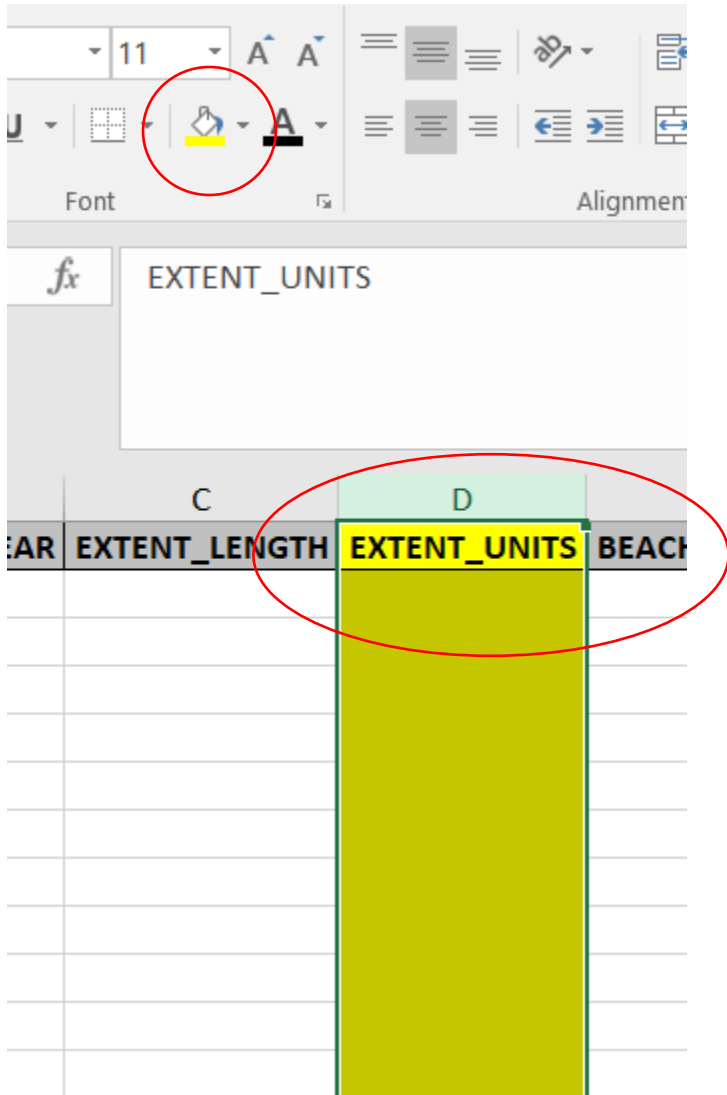 11 A A
U A
Font Alignmen
fx EXTENT_UNITS
C D
EAR EXTENT_LENGTH EXTENT_UNITS BEACH